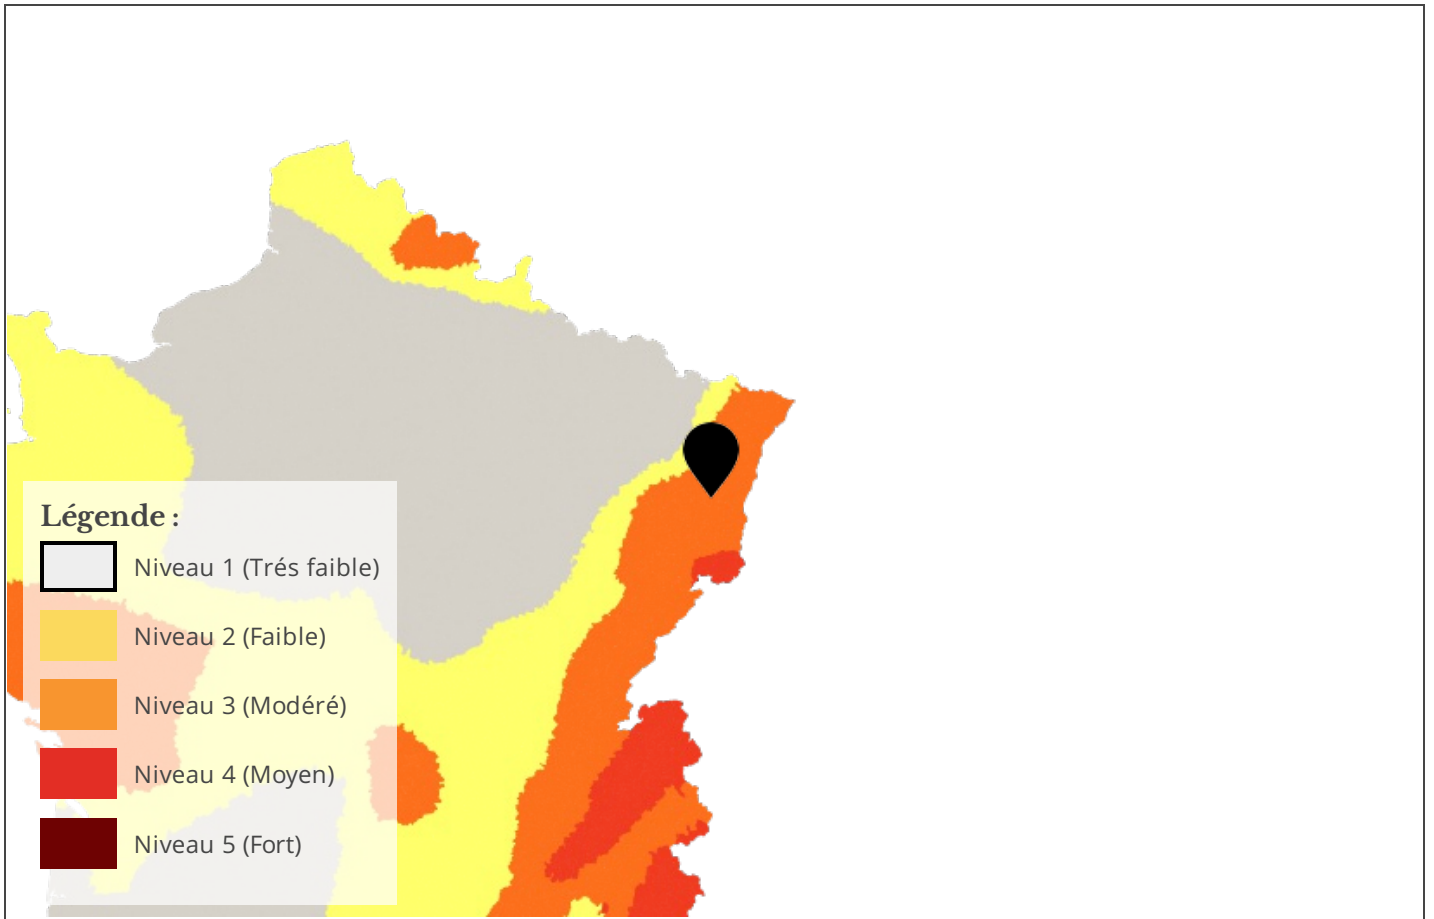 Légende :
Niveau 1 (Trés faible)
Niveau 2 (Faible)
Niveau 3 (Modéré)
Niveau 4 (Moyen)
Niveau 5 (Fort)